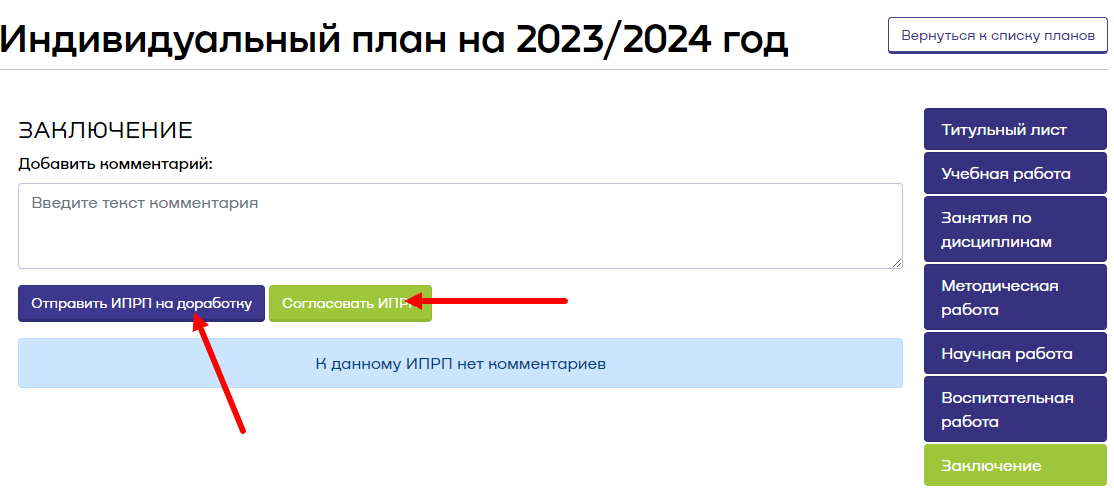 Индивидуальный план на 2023/2024 год
Вернуться к списку планов
ЗАКЛЮЧЕНИЕ
Добавить комментарий:
Введите текст комментария
Отправить ИПРП на доработку
Согласовать
К данному ИПРП нет комментариев
Титульный лист
Учебная работа
Занятия по
дисциплинам
Методическая
работа
Научная работа
Воспитательная
работа
Заключение